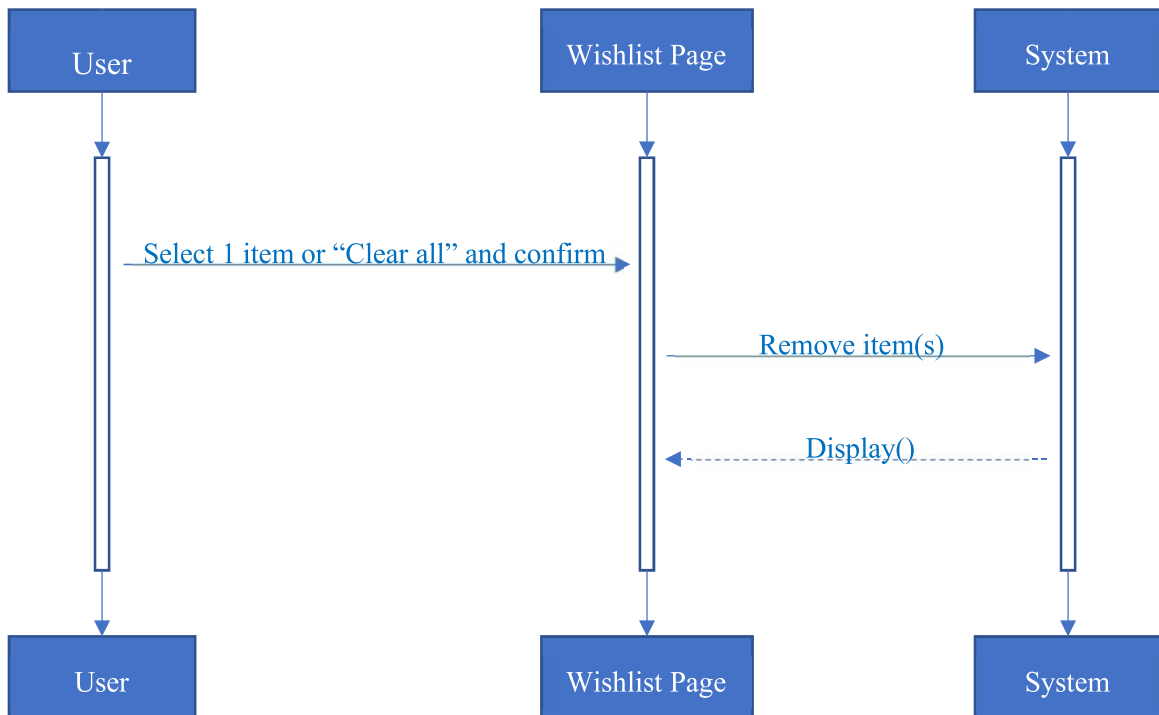 User
Wishlist Page
System
Select 1 item or “Clear all” and confirm
Remove item(s)
Display()
User
Wishlist Page
System